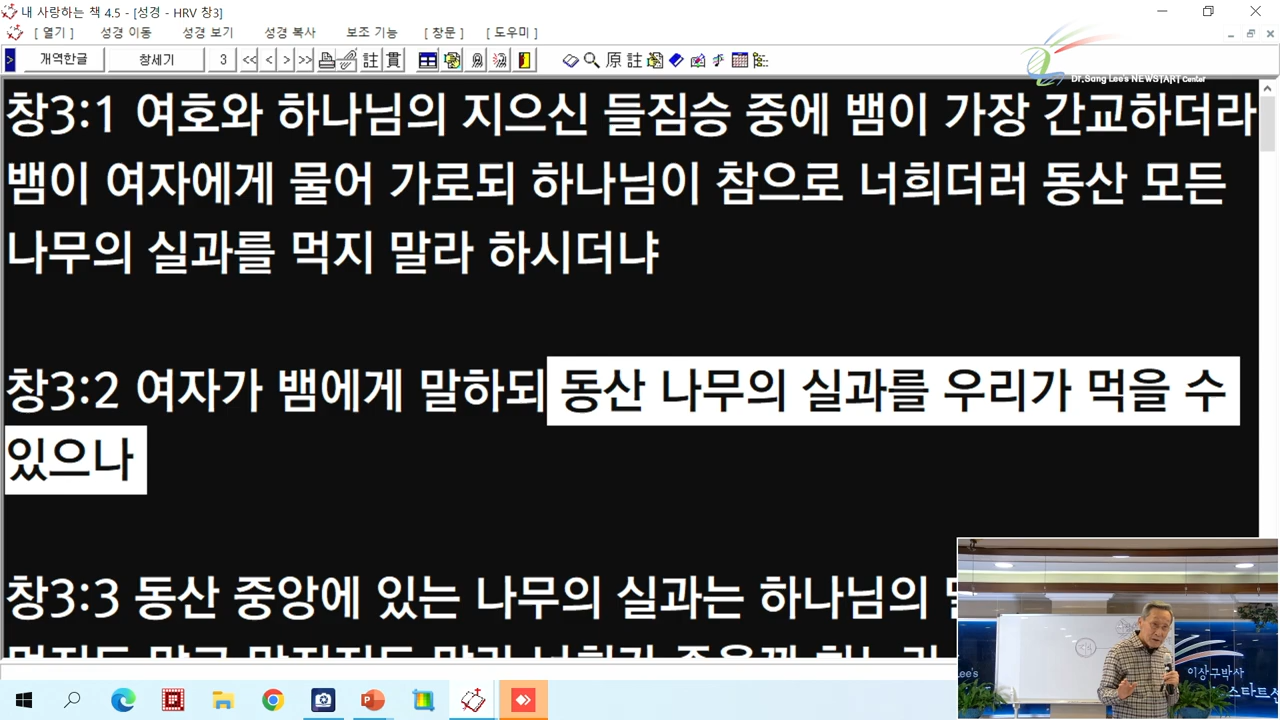 내 사랑하는 책 4.5 - [성경 - HRV 창3]
[ 열기 ] 성경 이동 성경 보기 성경 복사 보조 기능 [ 창문 ] [ 도우미 ]
> 개역한글 창세기 3 << < > >> 註 貫 原 註
Dr.Sang Lee's NEWSTART Center
창3:1 여호와 하나님의 지으신 들짐승 중에 뱀이 가장 간교하더라
뱀이 여자에게 물어 가로되 하나님이 참으로 너희더러 동산 모든
나무의 실과를 먹지 말라 하시더냐
창3:2 여자가 뱀에게 말하되 동산 나무의 실과를 우리가 먹을 수
있으나
창3:3 동산 중앙에 있는 나무의 실과는 하나님의
이상구박사